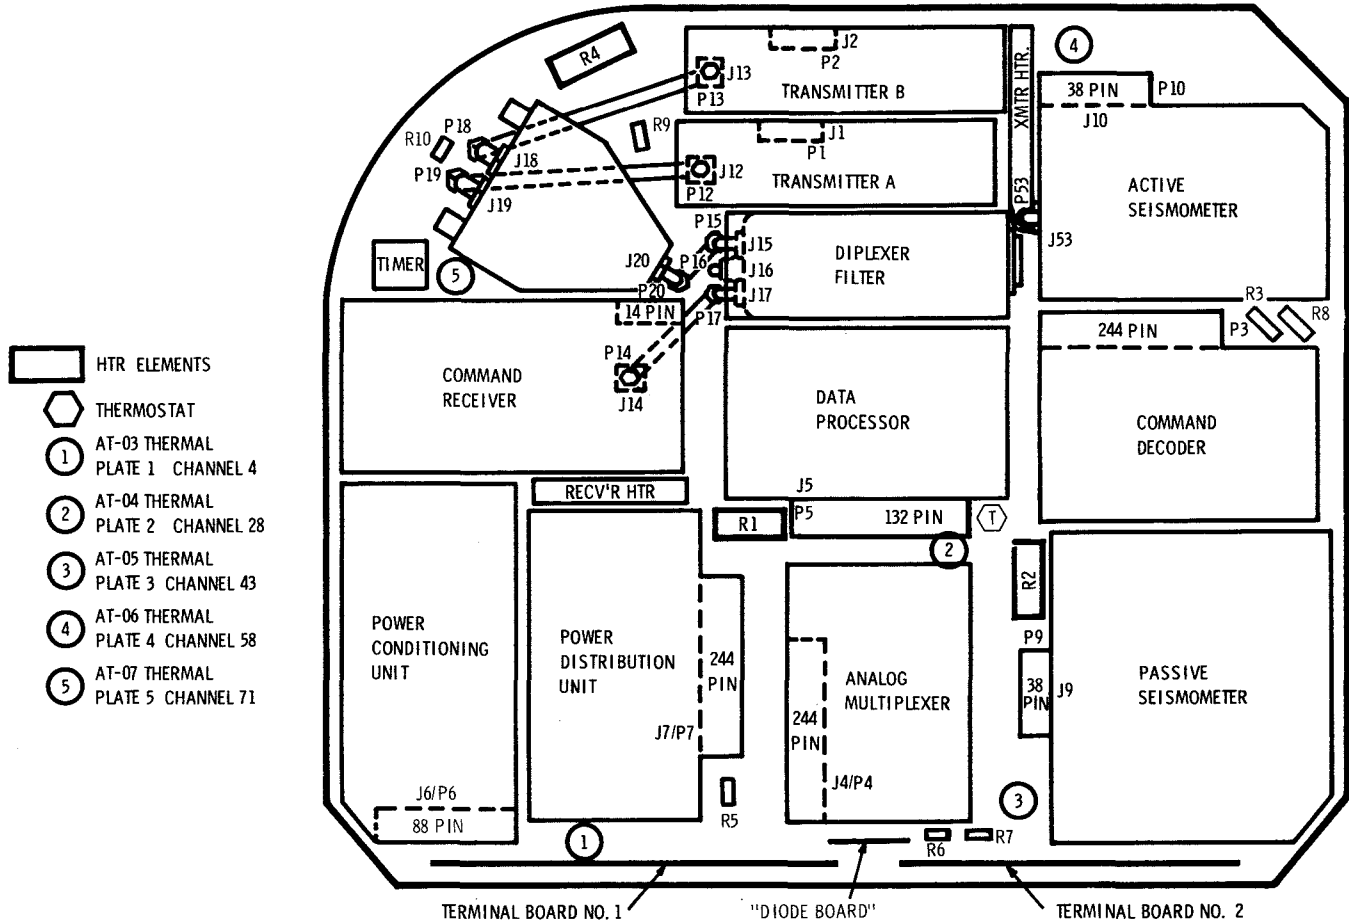 R4
J13
P13
J2
P2
TRANSMITTER B
XMTR HTR.
4
38 PIN
P10
J10
R10
P18
J18
R9
P19
J19
J12
P12
J1
P1
TRANSMITTER A
P53
J53
ACTIVE
SEISMOMETER
TIMER
5
J20
P20
P15
P16
J15
J16
J17
P17
DIPLEXER
FILTER
14 PIN
P14
J14
COMMAND
RECEIVER
R3
R8
244 PIN
P3
COMMAND
DECODER
DATA
PROCESSOR
J5
P5
132 PIN
T
HTR ELEMENTS
THERMOSTAT
1
AT-03 THERMAL
PLATE 1 CHANNEL 4
2
AT-04 THERMAL
PLATE 2 CHANNEL 28
3
AT-05 THERMAL
PLATE 3 CHANNEL 43
4
AT-06 THERMAL
PLATE 4 CHANNEL 58
5
AT-07 THERMAL
PLATE 5 CHANNEL 71
RECV'R HTR
R1
2
R2
POWER
CONDITIONING
UNIT
J6/P6
88 PIN
POWER
DISTRIBUTION
UNIT
244
PIN
J7/P7
R5
1
ANALOG
MULTIPLEXER
244
PIN
J4/P4
P9
38
PIN
J9
PASSIVE
SEISMOMETER
3
R6
R7
TERMINAL BOARD NO. 1
"DIODE BOARD"
TERMINAL BOARD NO. 2